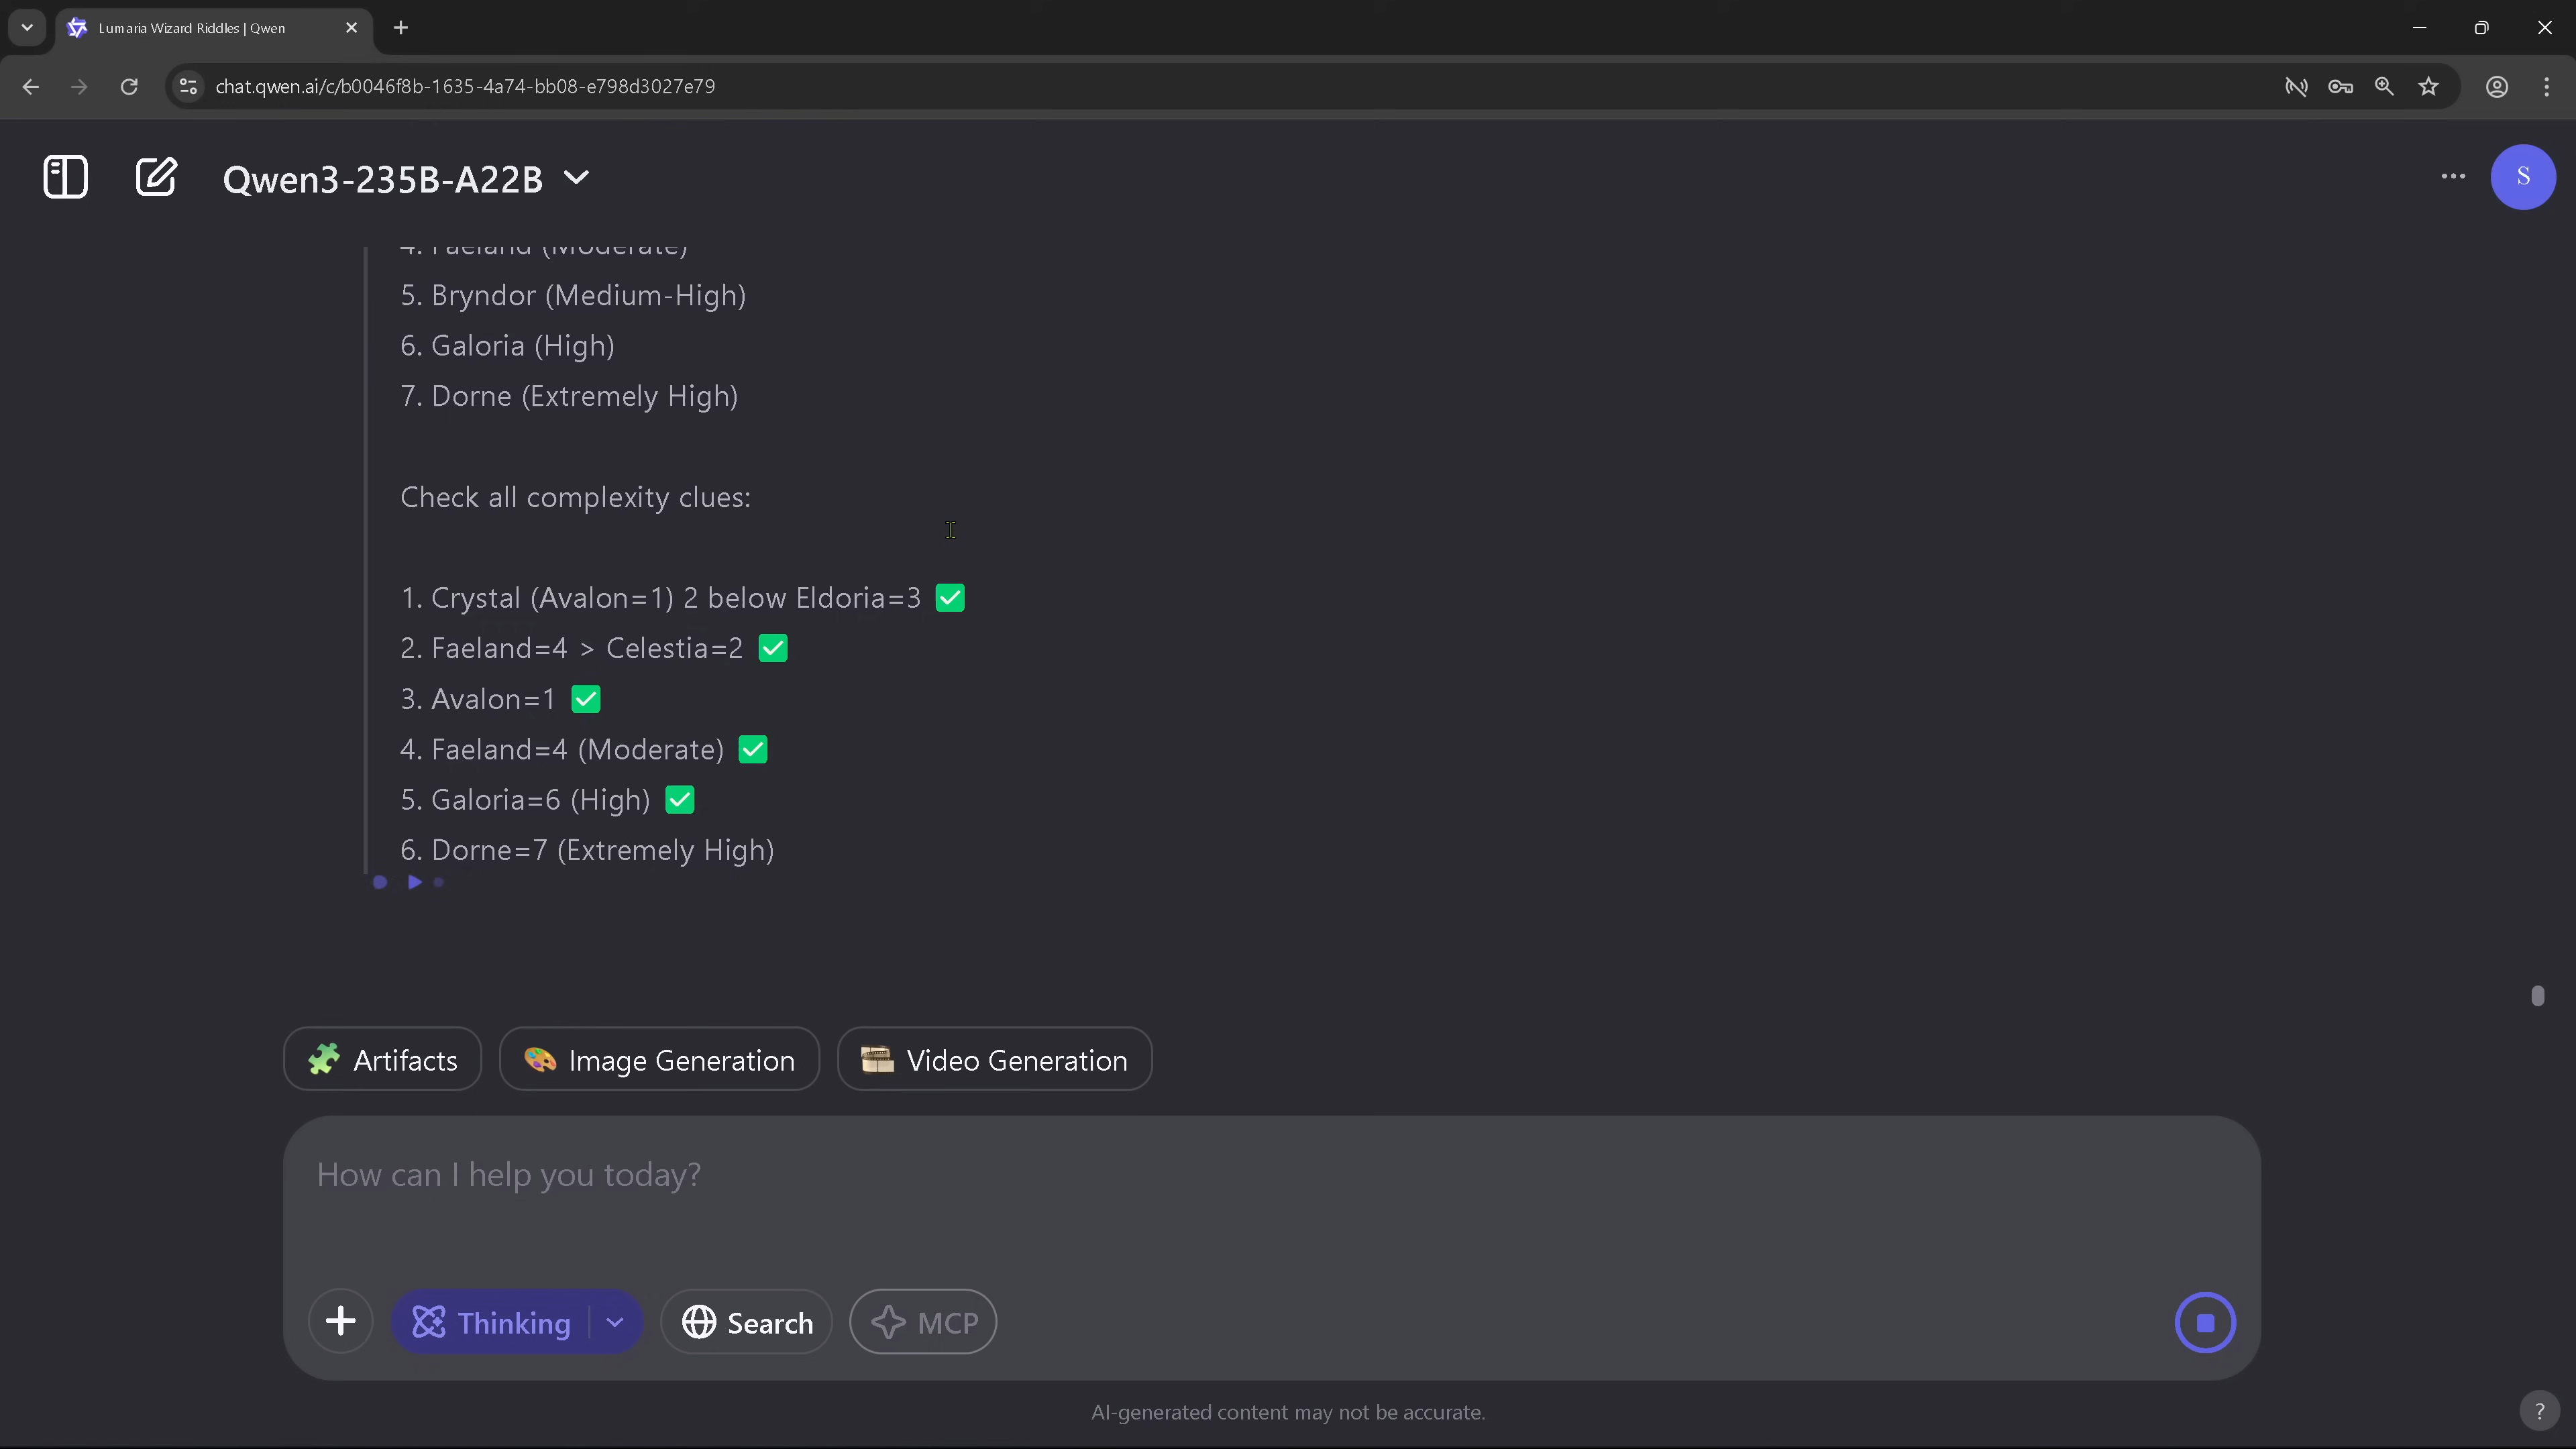 Lumaria Wizard Riddles | Qwen
chat.qwen.ai/c/b0046f8b-1635-4a74-bb08-e798d3027e79
Qwen3-235B-A22B
S
4. Faeland (Moderate)
5. Bryndor (Medium-High)
6. Galoria (High)
7. Dorne (Extremely High)
Check all complexity clues:
1. Crystal (Avalon=1) 2 below Eldoria=3 ✅
2. Faeland=4 > Celestia=2 ✅
3. Avalon=1 ✅
4. Faeland=4 (Moderate) ✅
5. Galoria=6 (High) ✅
6. Dorne=7 (Extremely High)
Artifacts
Image Generation
Video Generation
How can I help you today?
Thinking
Search
MCP
AI-generated content may not be accurate.
?